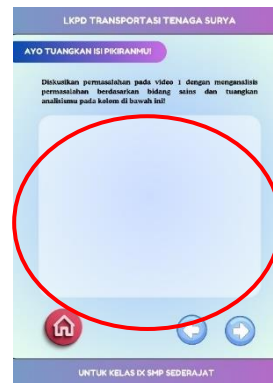 LKPD TRANSPORTASI TENAGA SURYA
AYO TUANGKAN ISI PIKIRANMU!
Diskusikan permasalahan pada video 1 dengan menganalisis
permasalahan berdasarkan bidang sains dan tuangkan
analisismu pada kolom di bawah ini!
UNTUK KELAS IX SMP SEDERAJAT